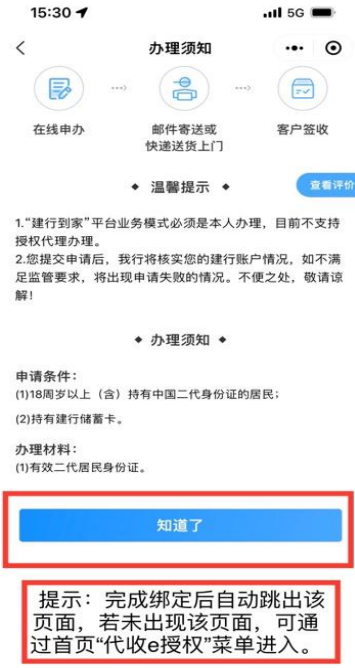 15:30
5G
办理须知
在线申办
邮件寄送或
快递送货上门
客户签收
温馨提示
查看评价
1.“建行到家”平台业务模式必须是本人办理，目前不支持
授权代理办理。
2.您提交申请后，我行将核实您的建行账户情况，如不满
足监管要求，将出现申请失败的情况。不便之处，敬请谅
解！
办理须知
申请条件：
(1)18周岁以上（含）持有中国二代身份证的居民；
(2)持有建行储蓄卡。
办理材料：
(1)有效二代居民身份证。
知道了
提示：完成绑定后自动跳出该
页面，若未出现该页面，可通
过首页“代收e授权”菜单进入。